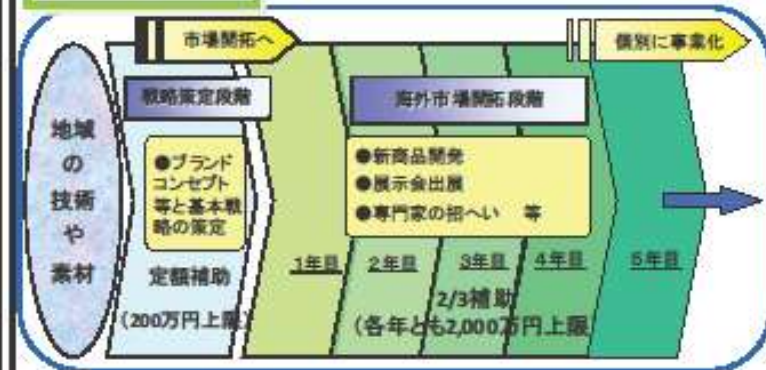 市場開拓へ
個別に事業化
戦略策定段階
海外市場開拓段階
地域
の
技術
や
素材
●ブランド
コンセプト
等と基本戦
略の策定
●新商品開発
●展示会出展
●専門家の招へい 等
1年目
2年目
3年目
4年目
5年目
定額補助
(200万円上限)
2/3補助
(各年とも2,000万円上限